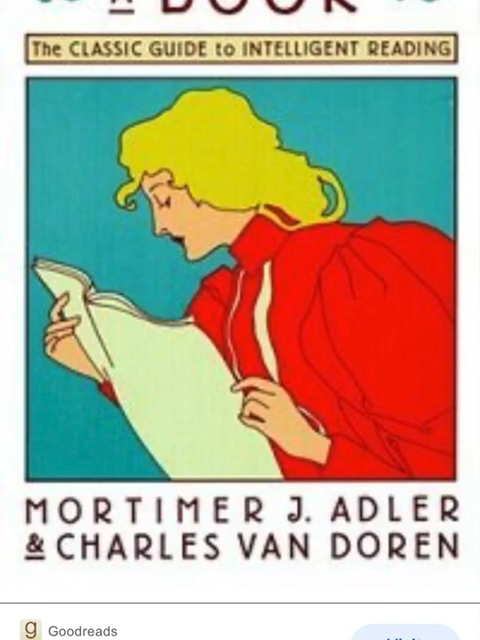 A BOOK
The CLASSIC GUIDE to INTELLIGENT READING
MORTIMER J. ADLER
& CHARLES VAN DOREN
g Goodreads